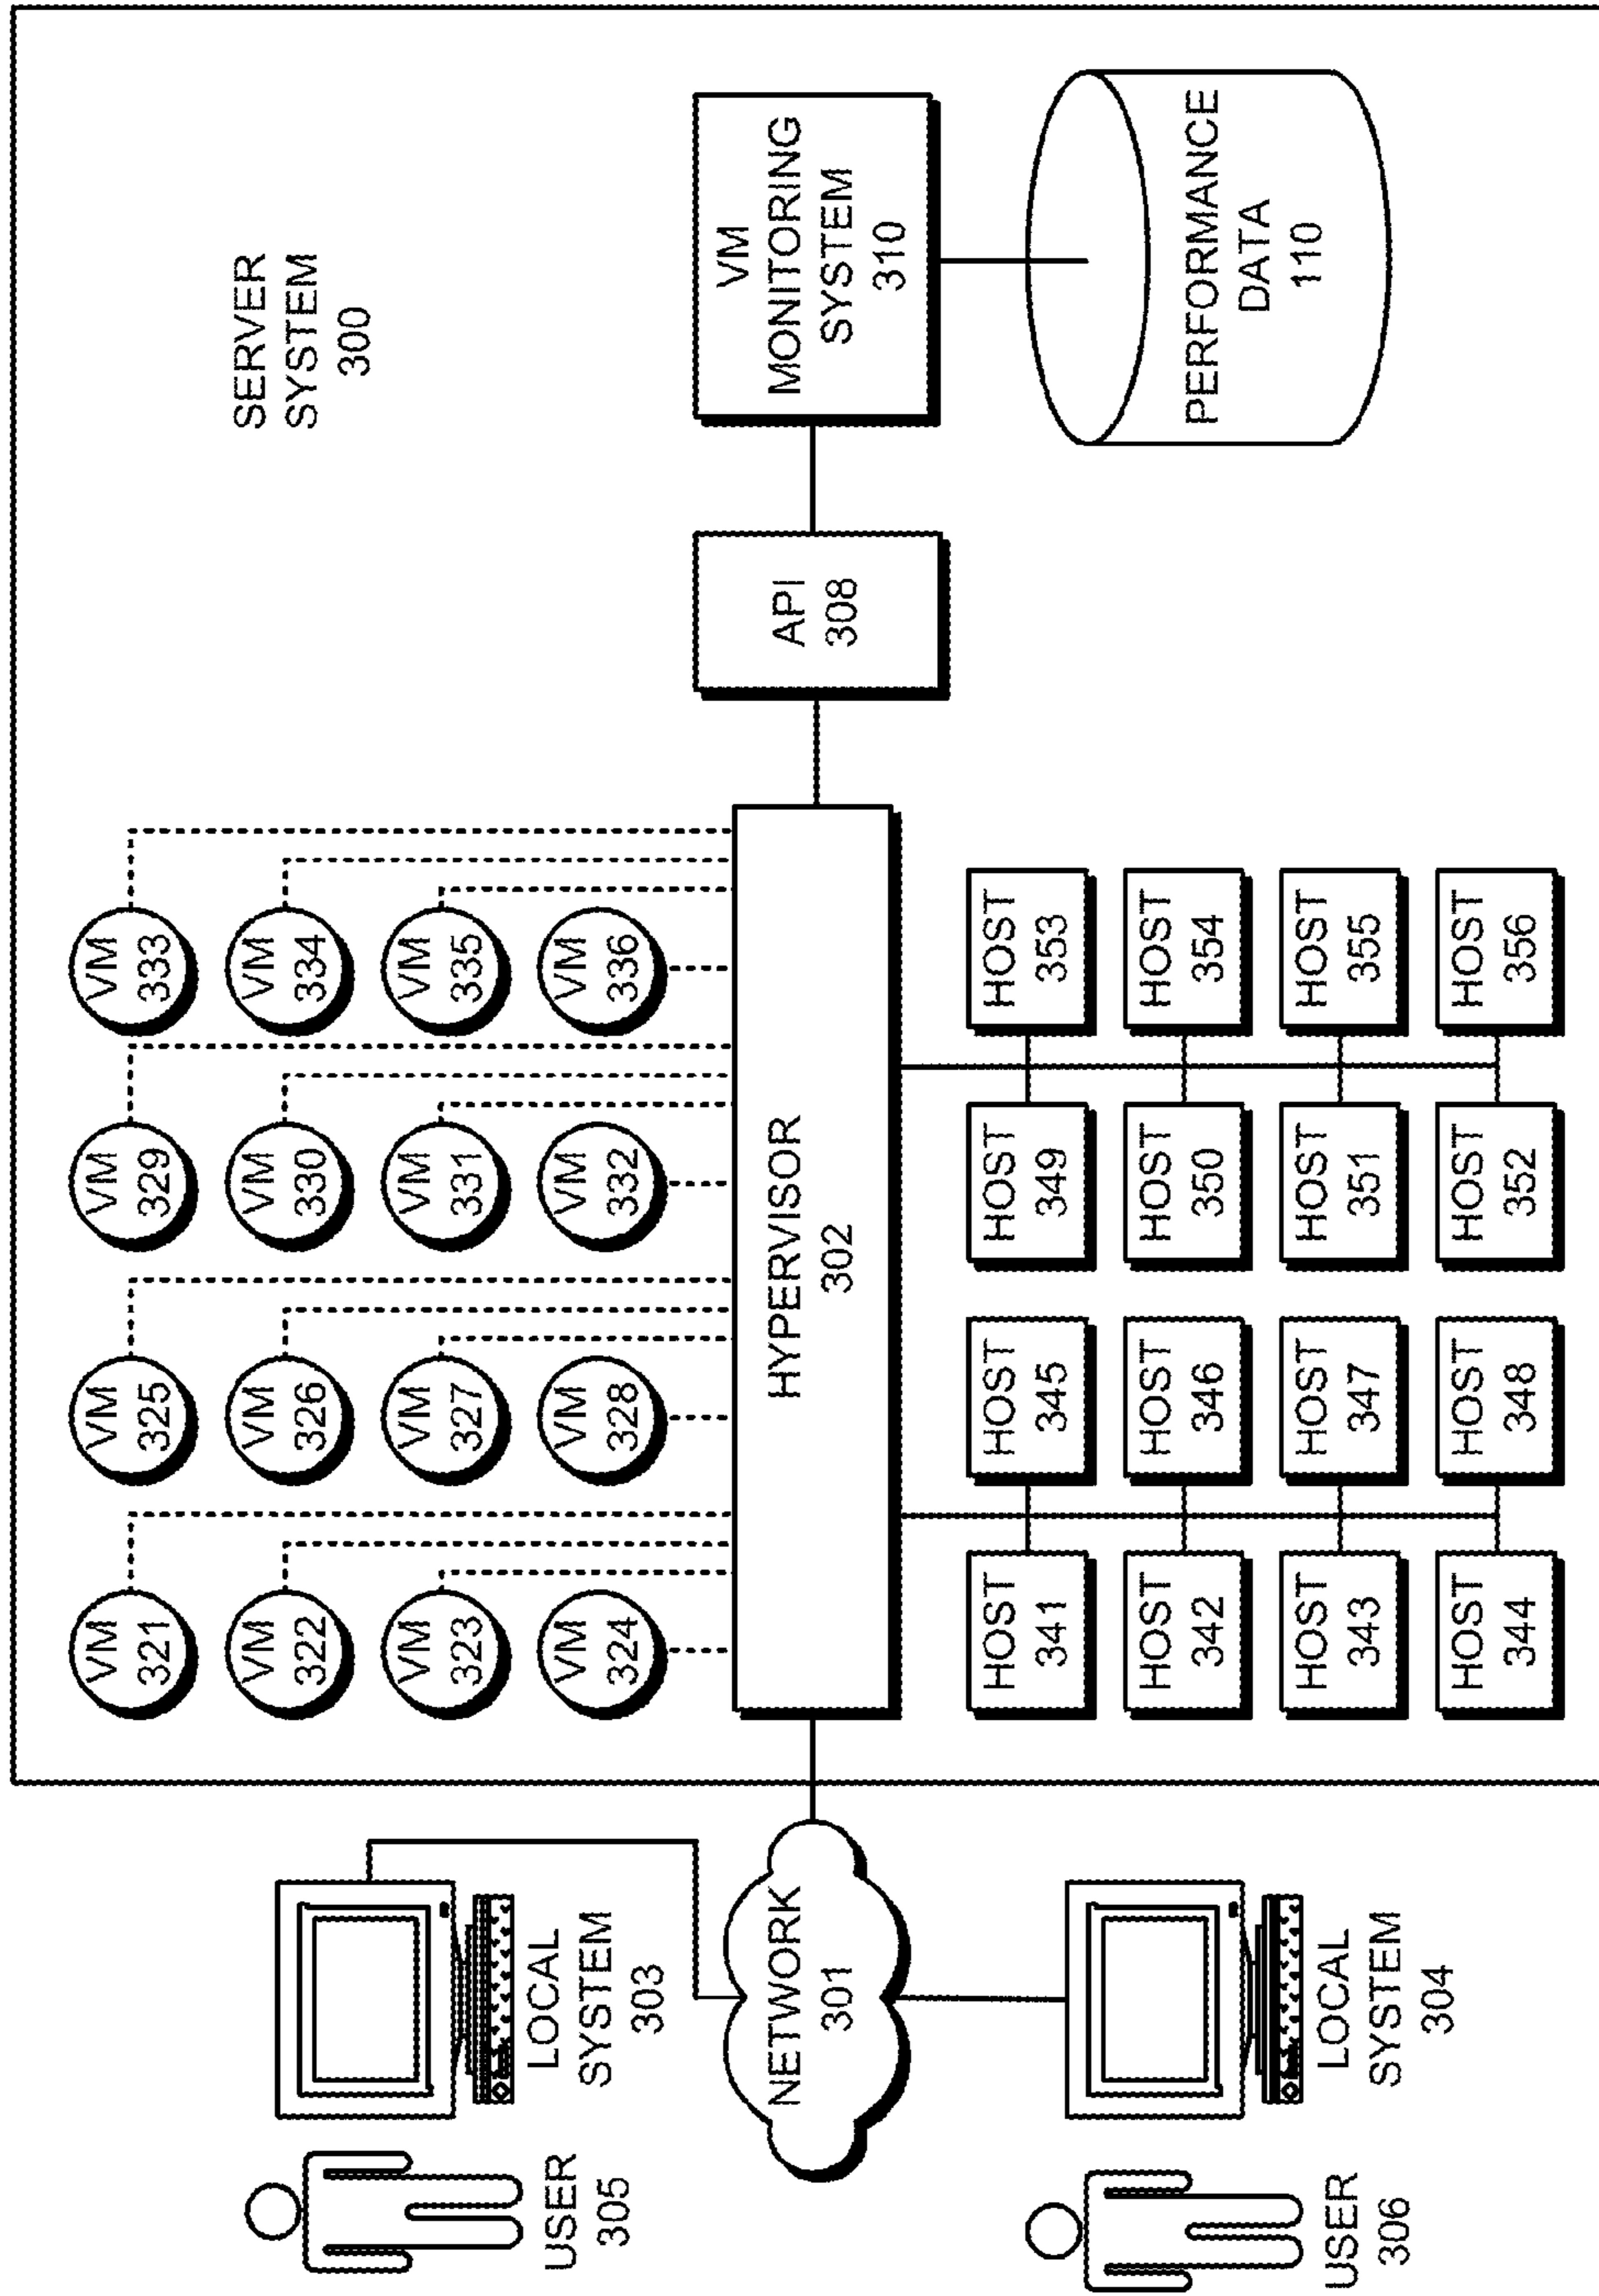 SERVER
SYSTEM
300
USER
305
LOCAL
SYSTEM
303
NETWORK
301
USER
306
LOCAL
SYSTEM
304
VM
321
VM
325
VM
329
VM
333
VM
322
VM
326
VM
330
VM
334
VM
323
VM
327
VM
331
VM
335
VM
324
VM
328
VM
332
VM
336
HYPERVISOR
302
API
308
VM
MONITORING
SYSTEM
310
PERFORMANCE
DATA
110
HOST
341
HOST
345
HOST
349
HOST
353
HOST
342
HOST
346
HOST
350
HOST
354
HOST
343
HOST
347
HOST
351
HOST
355
HOST
344
HOST
348
HOST
352
HOST
356